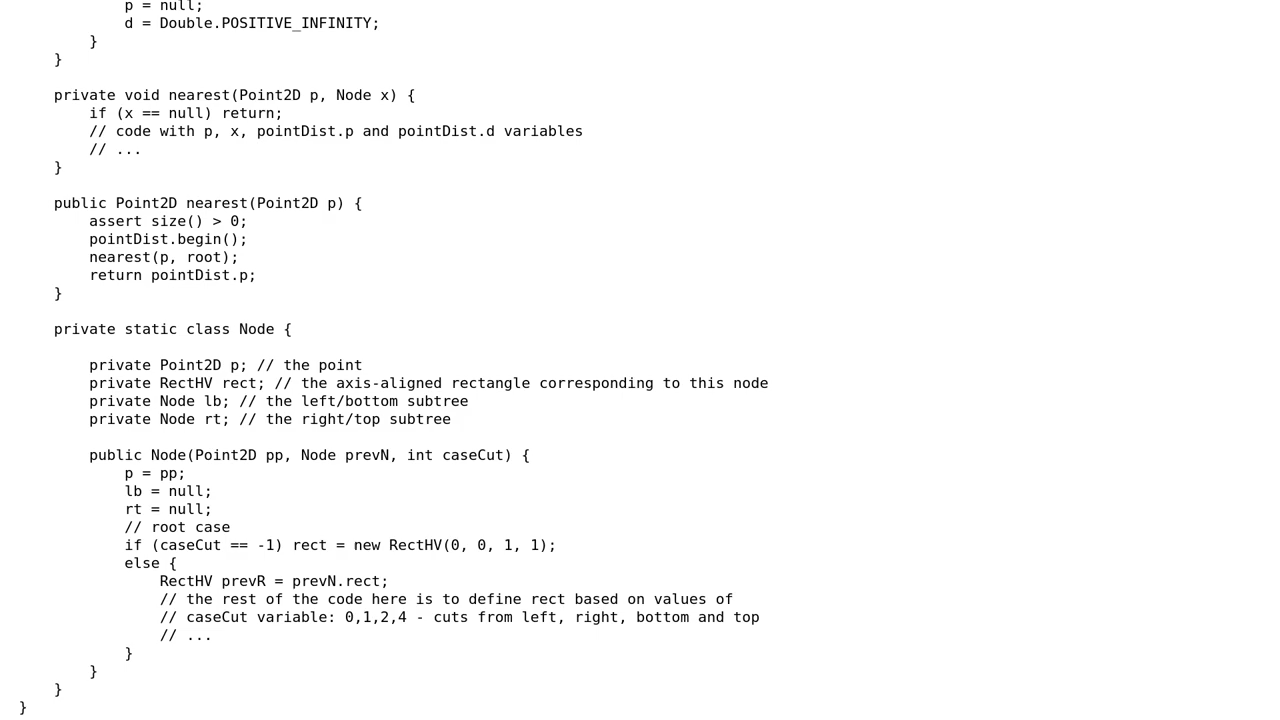 p = null;
d = Double.POSITIVE_INFINITY;
}
}
private void nearest(Point2D p, Node x) {
if (x == null) return;
// code with p, x, pointDist.p and pointDist.d variables
// ...
}
public Point2D nearest(Point2D p) {
assert size() > 0;
pointDist.begin();
nearest(p, root);
return pointDist.p;
}
private static class Node {
private Point2D p; // the point
private RectHV rect; // the axis-aligned rectangle corresponding to this node
private Node lb; // the left/bottom subtree
private Node rt; // the right/top subtree
public Node(Point2D pp, Node prevN, int caseCut) {
p = pp;
lb = null;
rt = null;
// root case
if (caseCut == -1) rect = new RectHV(0, 0, 1, 1);
else {
RectHV prevR = prevN.rect;
// the rest of the code here is to define rect based on values of
// caseCut variable: 0,1,2,4 - cuts from left, right, bottom and top
// ...
}
}
}
}